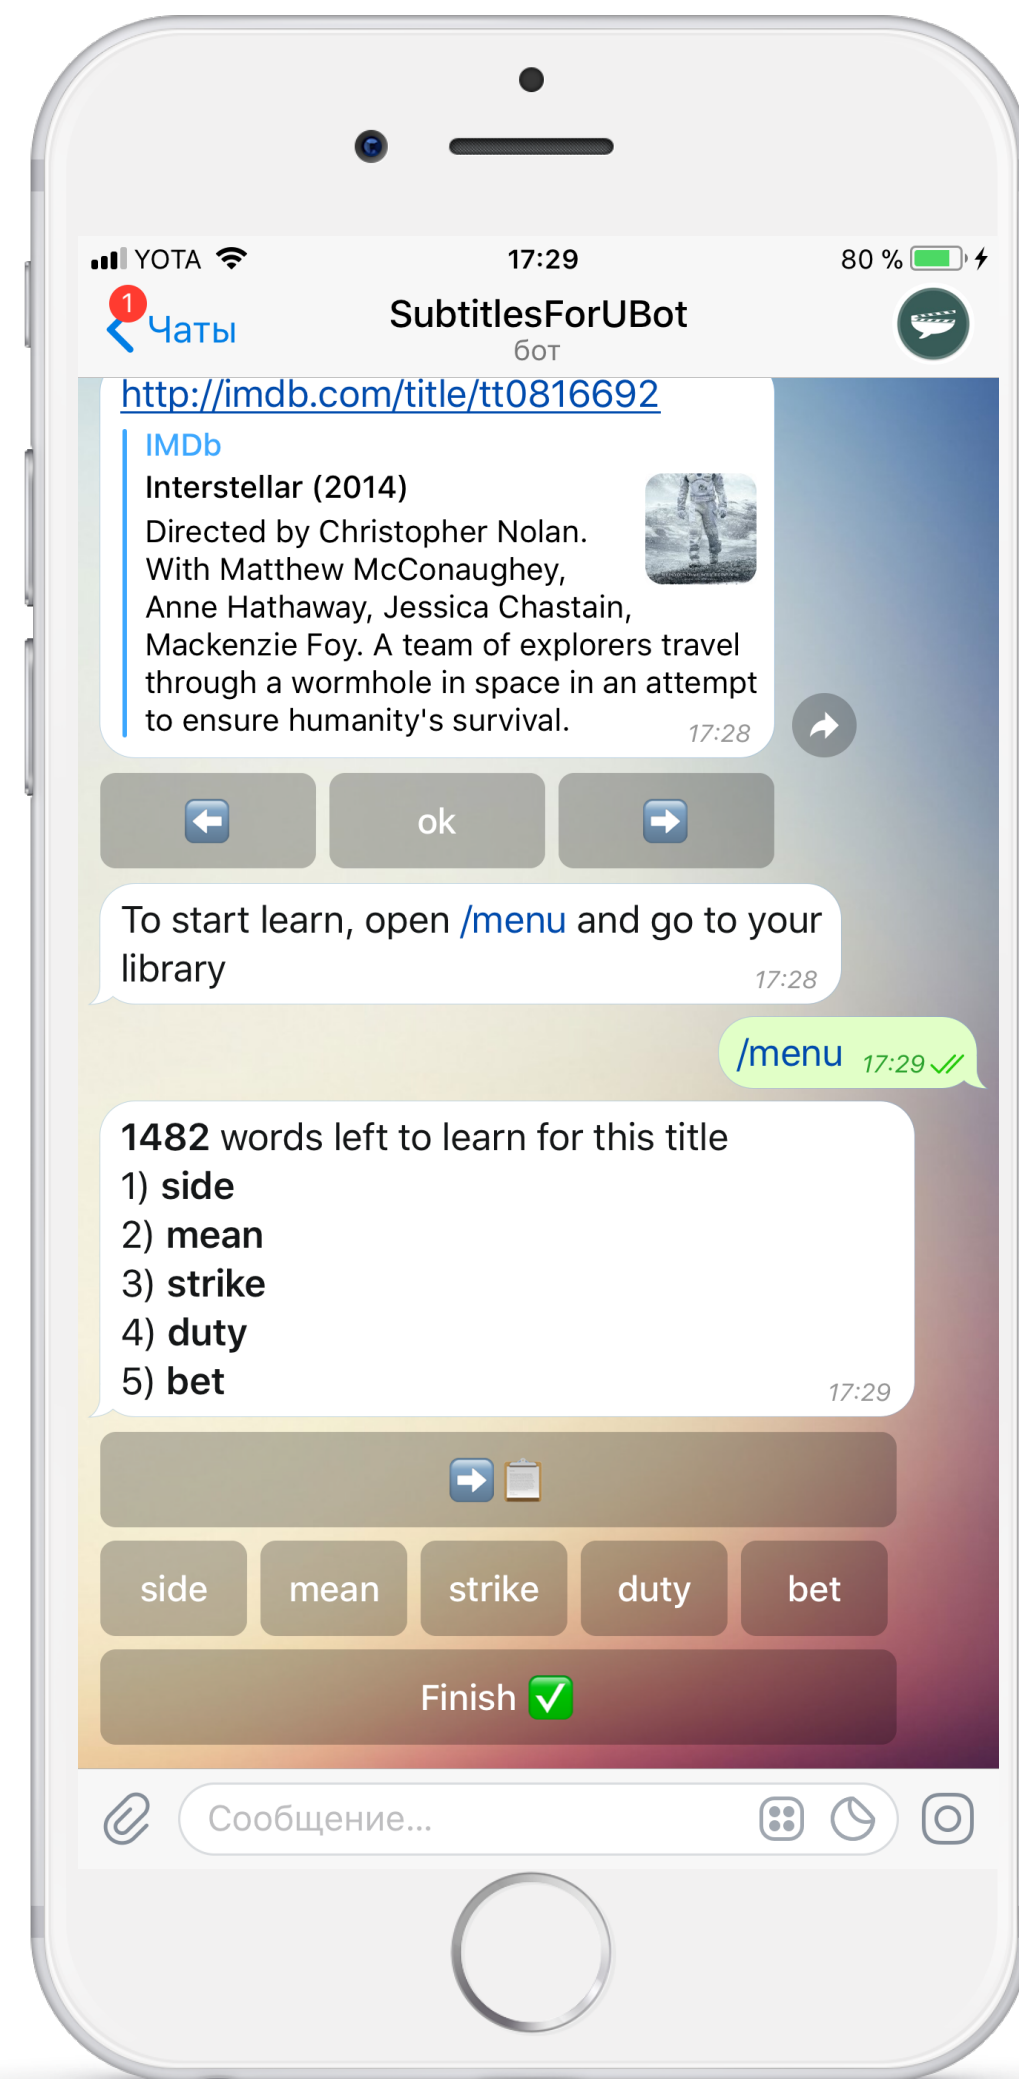 YOTA 17:29 80 %
1
Чаты
SubtitlesForUBot
бот
http://imdb.com/title/tt0816692
IMDb
Interstellar (2014)
Directed by Christopher Nolan.
With Matthew McConaughey,
Anne Hathaway, Jessica Chastain,
Mackenzie Foy. A team of explorers travel
through a wormhole in space in an attempt
to ensure humanity's survival.
17:28
ok
To start learn, open /menu and go to your
library
17:28
/menu 17:29
1482 words left to learn for this title
1) side
2) mean
3) strike
4) duty
5) bet
17:29
side mean strike duty bet
Finish
Сообщение...